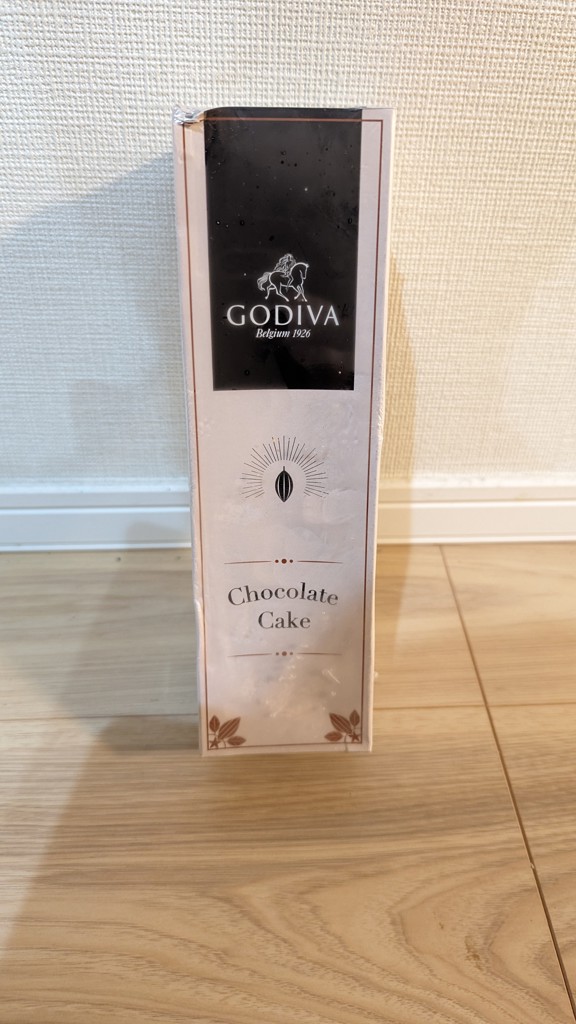 GODIVA
Belgium 1926
Chocolate
Cake